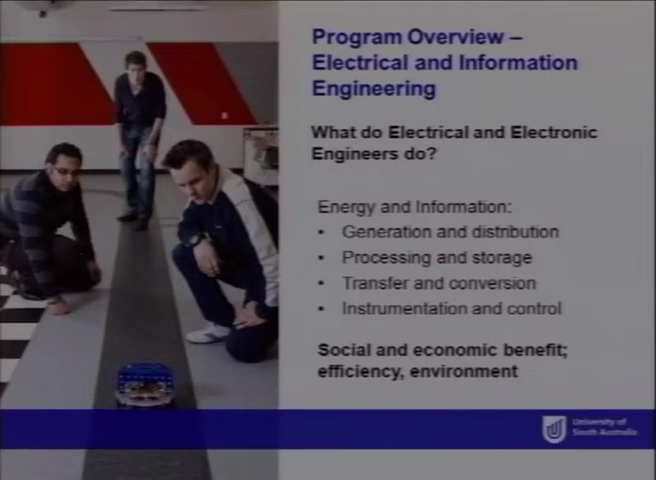 Program Overview –
Electrical and Information
Engineering
What do Electrical and Electronic
Engineers do?
Energy and Information:
• Generation and distribution
• Processing and storage
• Transfer and conversion
• Instrumentation and control
Social and economic benefit;
efficiency, environment
University of
South Australia